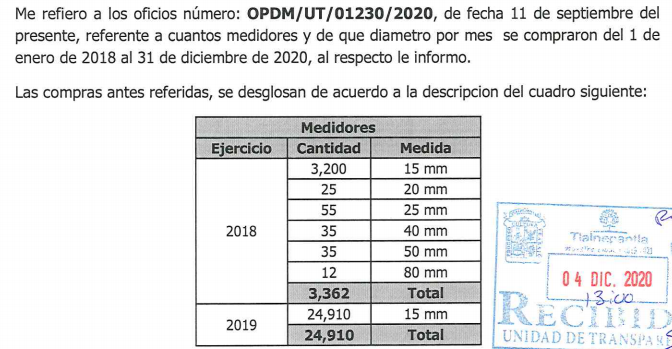 Me refiero a los oficios número: OPDM/UT/01230/2020, de fecha 11 de septiembre del
presente, referente a cuantos medidores y de que diametro por mes se compraron del 1 de
enero de 2018 al 31 de diciembre de 2020, al respecto le informo.
Las compras antes referidas, se desglosan de acuerdo a la descripcion del cuadro siguiente:
Medidores
Ejercicio Cantidad Medida
2018
3,200 15 mm
25 20 mm
55 25 mm
35 40 mm
35 50 mm
12 80 mm
3,362 Total
2019
24,910 15 mm
24,910 Total
Tlalnepantla
04 DIC. 2020
13:00
RECIBID
UNIDAD DE TRANSPAR